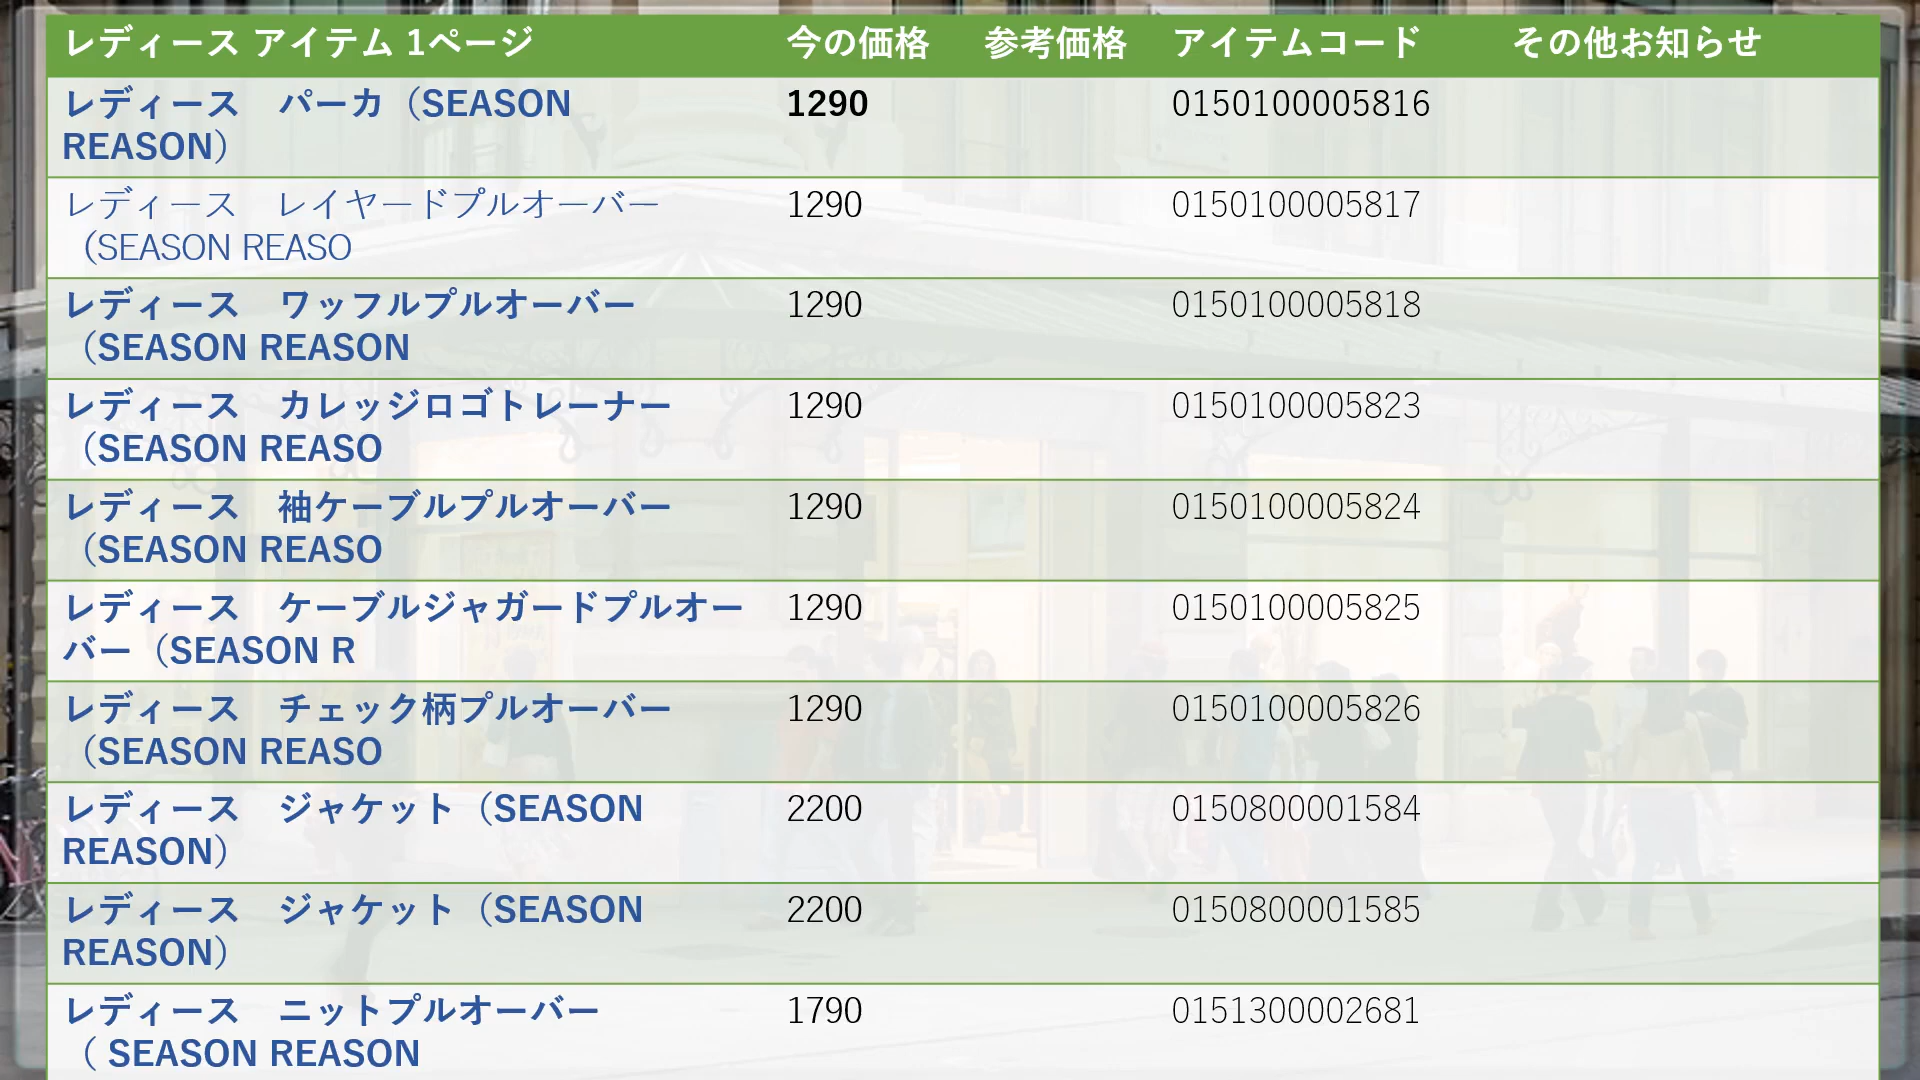 レディース アイテム 1ページ 今の価格 参考価格 アイテムコード その他お知らせ
レディース　パーカ（SEASON 1290 0150100005816
REASON）
レディース　レイヤードプルオーバー 1290 0150100005817
（SEASON REASO
レディース　ワッフルプルオーバー 1290 0150100005818
（SEASON REASON
レディース　カレッジロゴトレーナー 1290 0150100005823
（SEASON REASO
レディース　袖ケーブルプルオーバー 1290 0150100005824
（SEASON REASO
レディース　ケーブルジャガードプルオー 1290 0150100005825
バー（SEASON R
レディース　チェック柄プルオーバー 1290 0150100005826
（SEASON REASO
レディース　ジャケット（SEASON 2200 0150800001584
REASON）
レディース　ジャケット（SEASON 2200 0150800001585
REASON）
レディース　ニットプルオーバー 1790 0151300002681
（ SEASON REASON